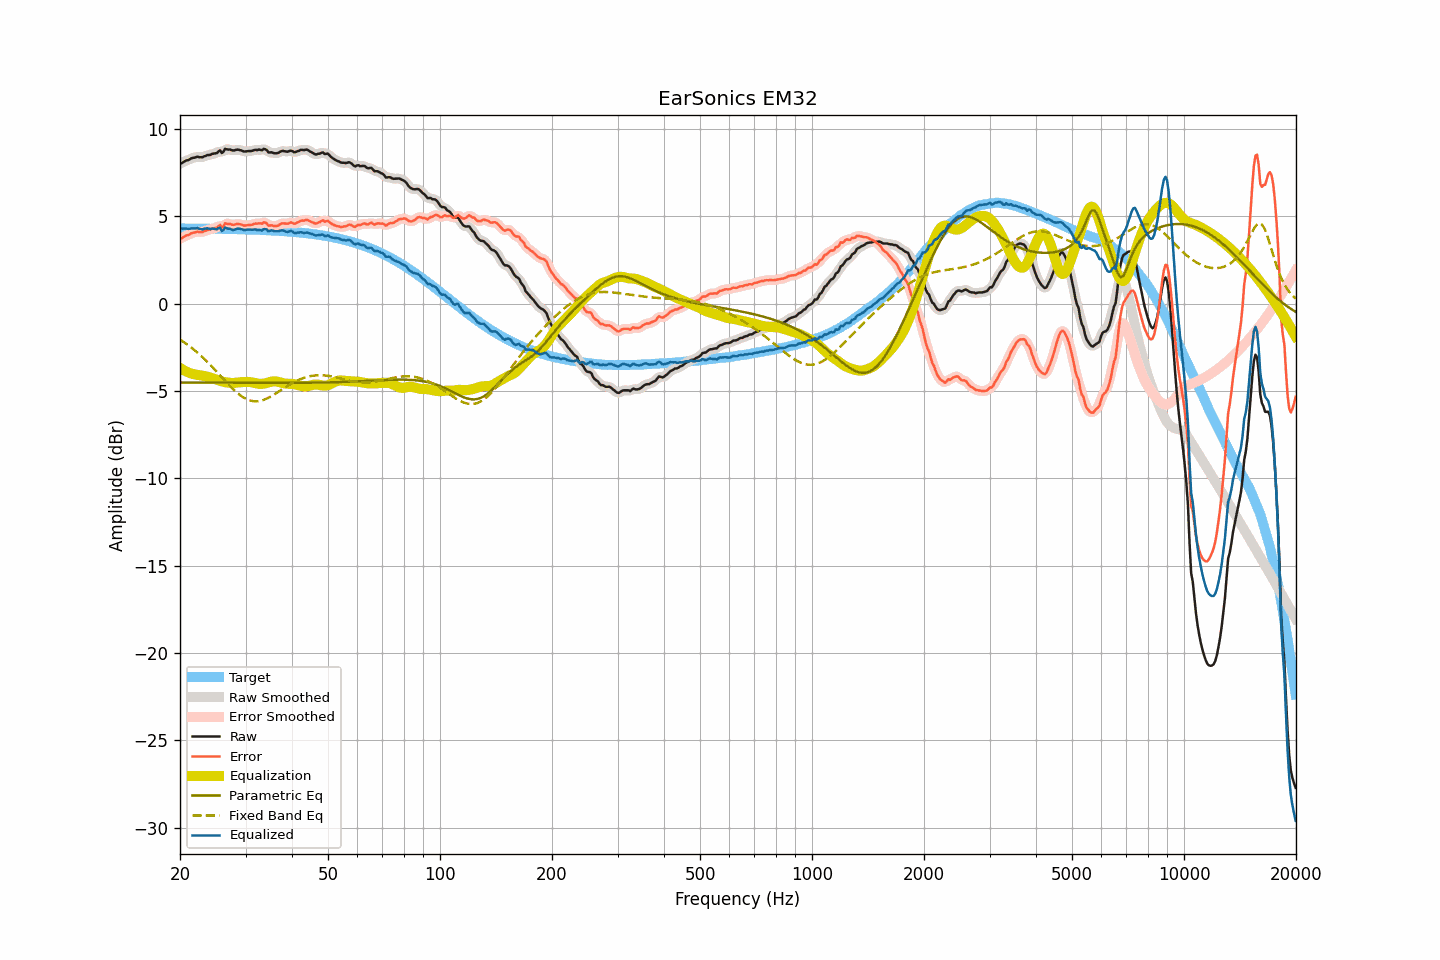 EarSonics EM32
Amplitude (dBr)
10
5
0
−5
−10
−15
−20
−25
−30
Target
Raw Smoothed
Error Smoothed
Raw
Error
Equalization
Parametric Eq
Fixed Band Eq
Equalized
20 50 100 200 500 1000 2000 5000 10000 20000
Frequency (Hz)